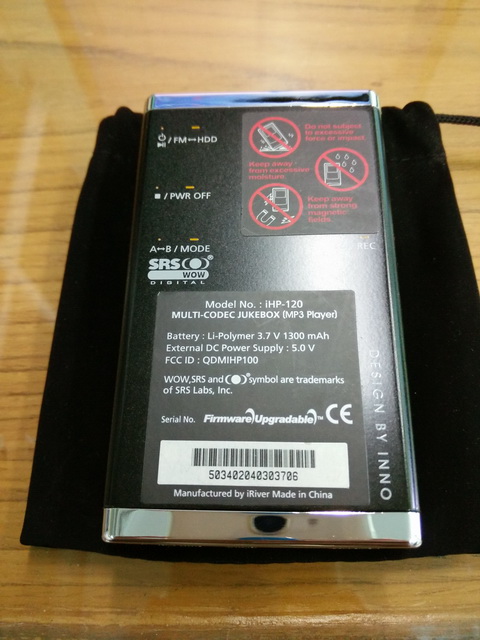 ⏻/FM↔HDD
▶II
Do not subject
to excessive
force or impact.
Keep away
from excessive
moisture.
■ / PWR OFF
Keep away
from strong
magnetic
fields.
A↔B / MODE
REC
SRS
WOW
DIGITAL
Model No. : iHP-120
MULTI-CODEC JUKEBOX (MP3 Player)
Battery : Li-Polymer 3.7 V 1300 mAh
External DC Power Supply : 5.0 V
FCC ID : QDMIHP100
WOW,SRS and symbol are trademarks
of SRS Labs, Inc.
Serial No. Firmware Upgradable ™ CE
503402040303706
Manufactured by iRiver Made in China
DESIGN BY INNO